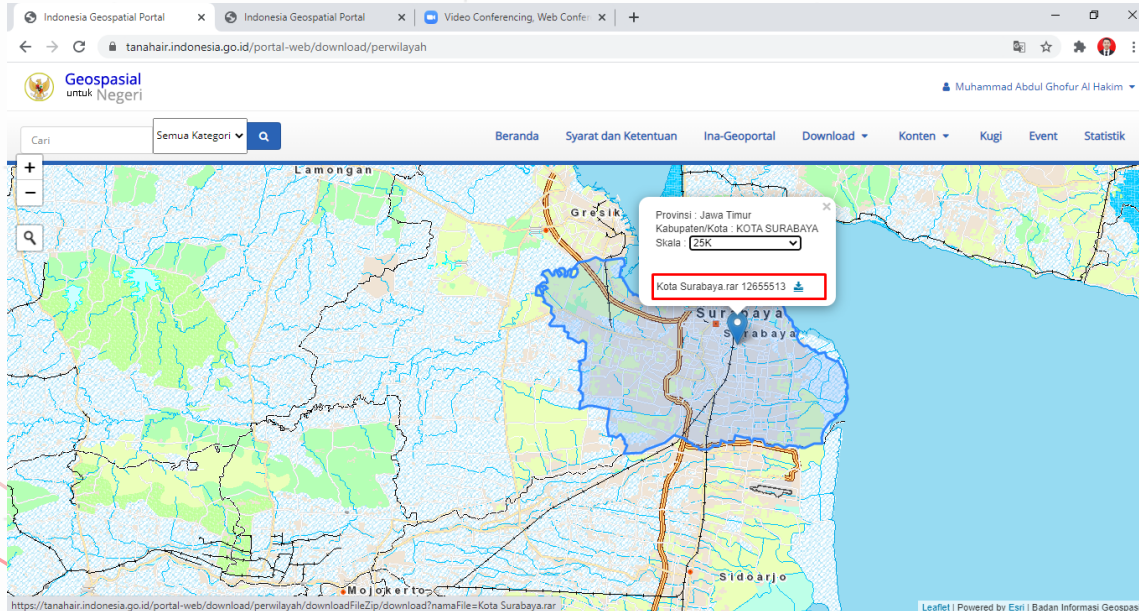 Indonesia Geospatial Portal
Indonesia Geospatial Portal
Video Conferencing, Web Confer
tanahair.indonesia.go.id/portal-web/download/perwilayah
Geospasial
untuk Negeri
Muhammad Abdul Ghofur Al Hakim
Cari
Semua Kategori
Beranda
Syarat dan Ketentuan
Ina-Geoportal
Download
Konten
Kugi
Event
Statistik
+
−
Lamongan
Gresik
Provinsi : Jawa Timur
Kabupaten/Kota : KOTA SURABAYA
Skala : 25K
Kota Surabaya.rar 12655513
Surabaya
Surabaya
Sidoarjo
Mojokerto
https://tanahair.indonesia.go.id/portal-web/download/perwilayah/downloadFileZip/download?namaFile=Kota Surabaya.rar
Leaflet | Powered by Esri | Badan Informasi Geospas